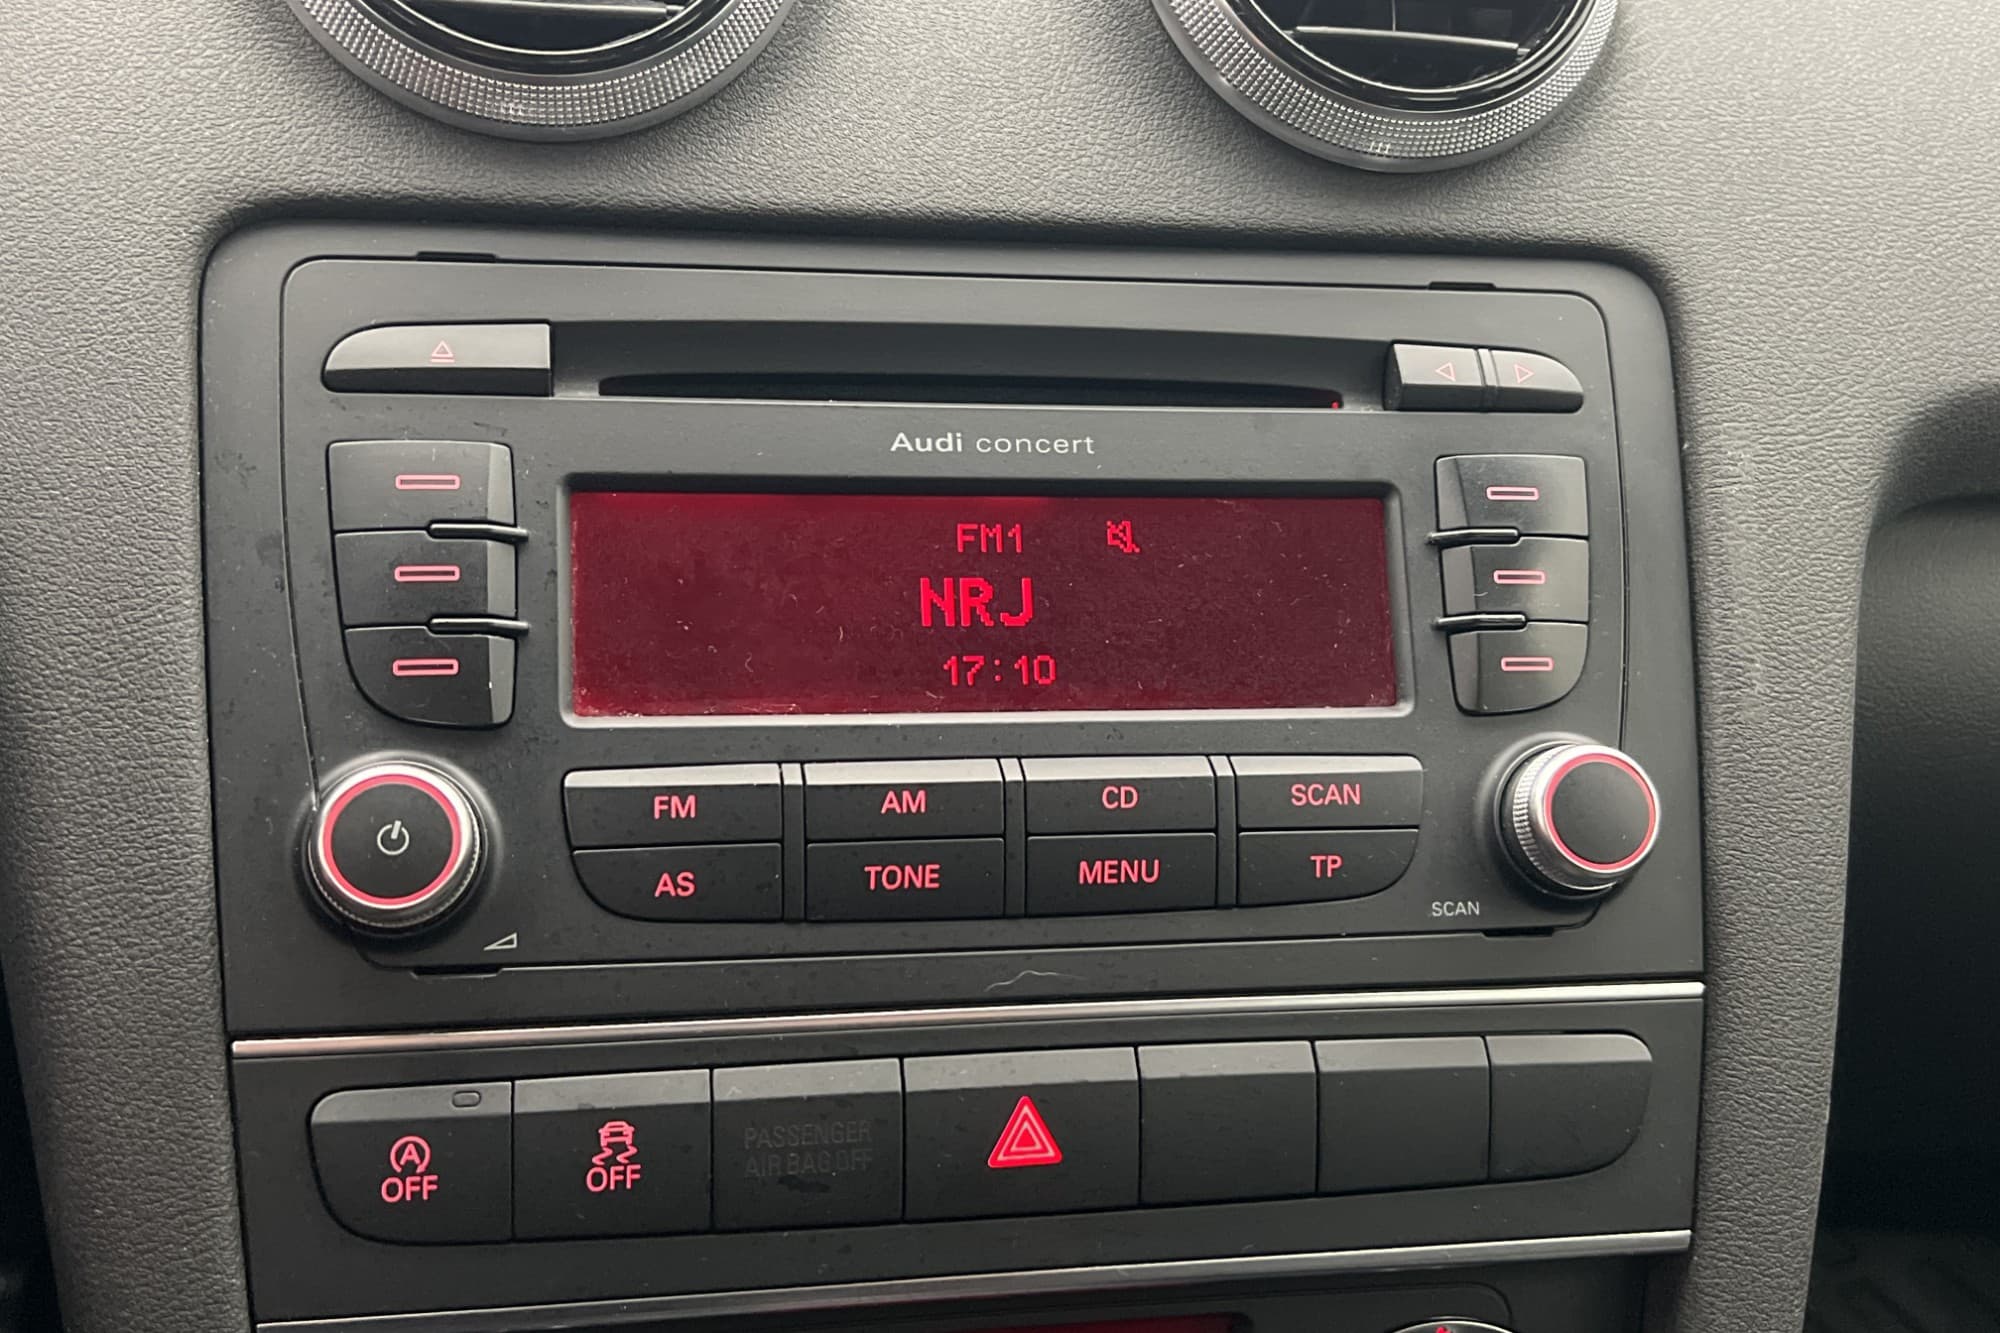 Audi concert
FM1
NRJ
17:10
FM
AM
CD
SCAN
AS
TONE
MENU
TP
SCAN
A
OFF
OFF
PASSENGER
AIR BAG OFF